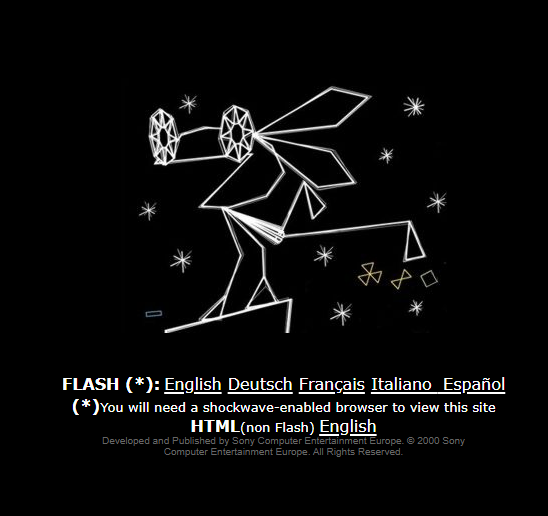 FLASH (*): English Deutsch Français Italiano Español
(*)You will need a shockwave-enabled browser to view this site
HTML(non Flash) English
Developed and Published by Sony Computer Entertainment Europe. © 2000 Sony
Computer Entertainment Europe. All Rights Reserved.